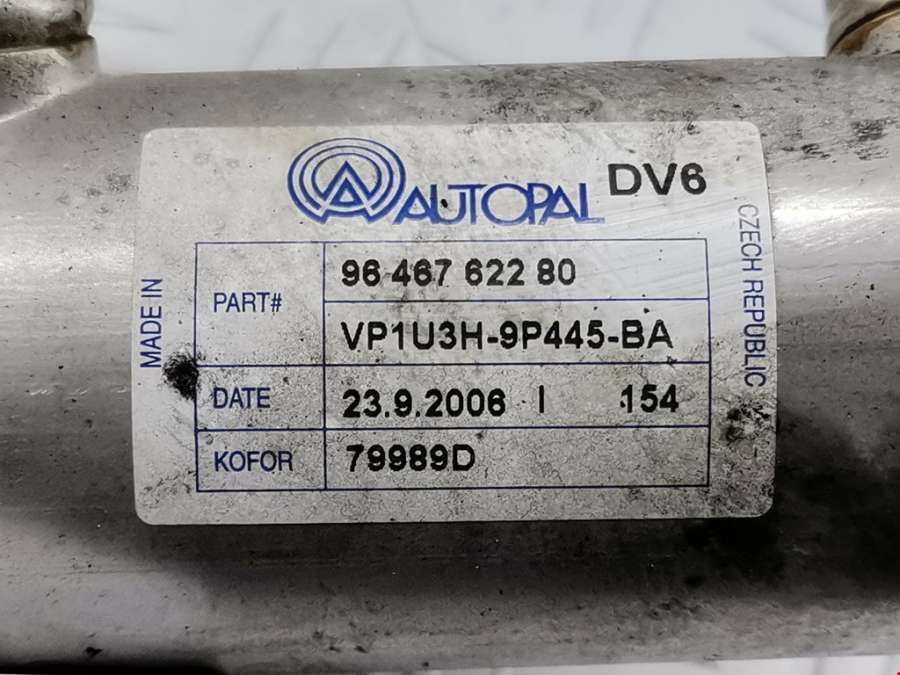 AUTOPAL DV6
PART#
96 467 622 80
VP1U3H-9P445-BA
DATE 23.9.2006 I 154
KOFOR 79989D
MADE IN
CZECH REPUBLIC